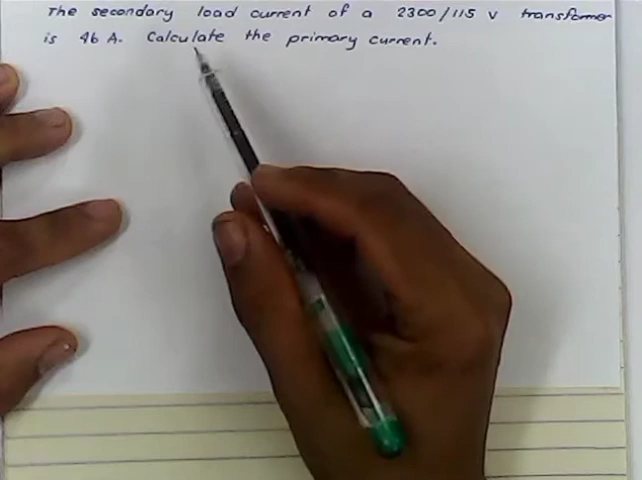 The secondary load current of a 2300/115 V transformer
is 46 A. Calculate the primary current.